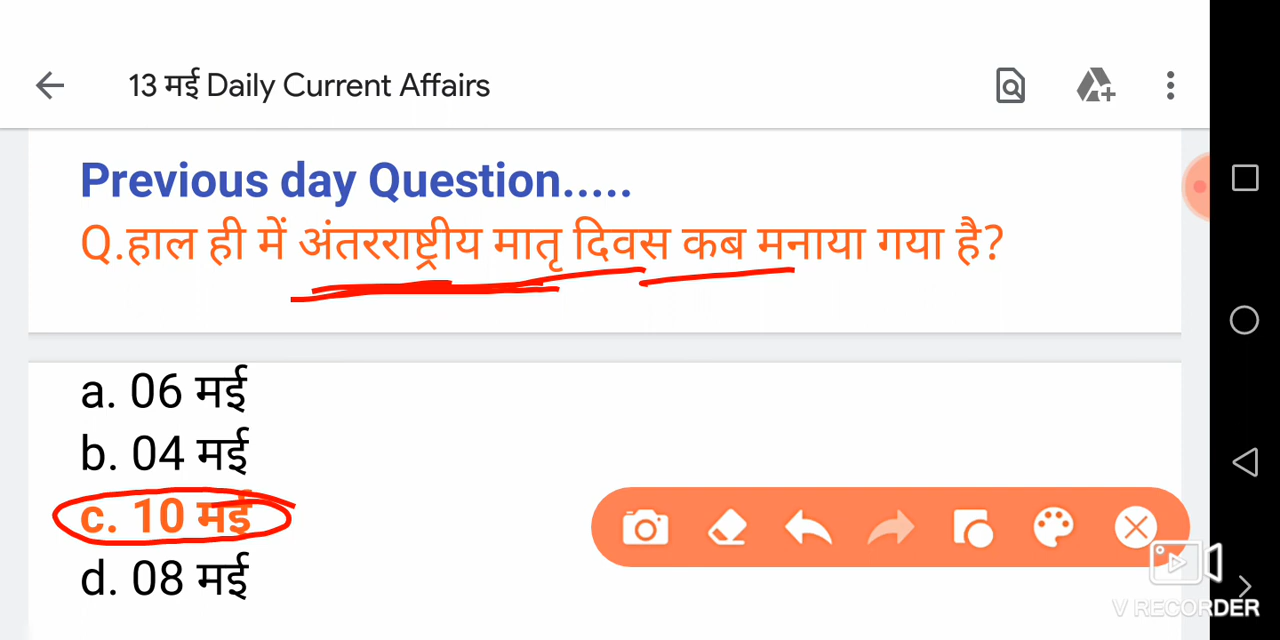 13 मई Daily Current Affairs
Previous day Question.....
Q.हाल ही में अंतरराष्ट्रीय मातृ दिवस कब मनाया गया है?
a. 06 मई
b. 04 मई
c. 10 मई
d. 08 मई
V RECORDER